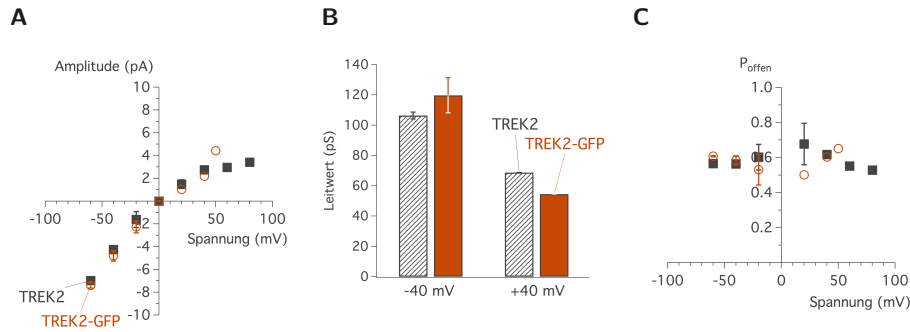 A
Amplitude (pA)
10
8
6
4
2
-100
-50
50
100
-2
-4
-6
-8
-10
Spannung (mV)
TREK2
TREK2-GFP
B
Leitwert (pS)
140
120
100
80
60
40
20
0
TREK2
TREK2-GFP
-40 mV
+40 mV
C
P offen
1.0
0.8
0.6
0.4
0.2
-100
-50
0
50
100
Spannung (mV)